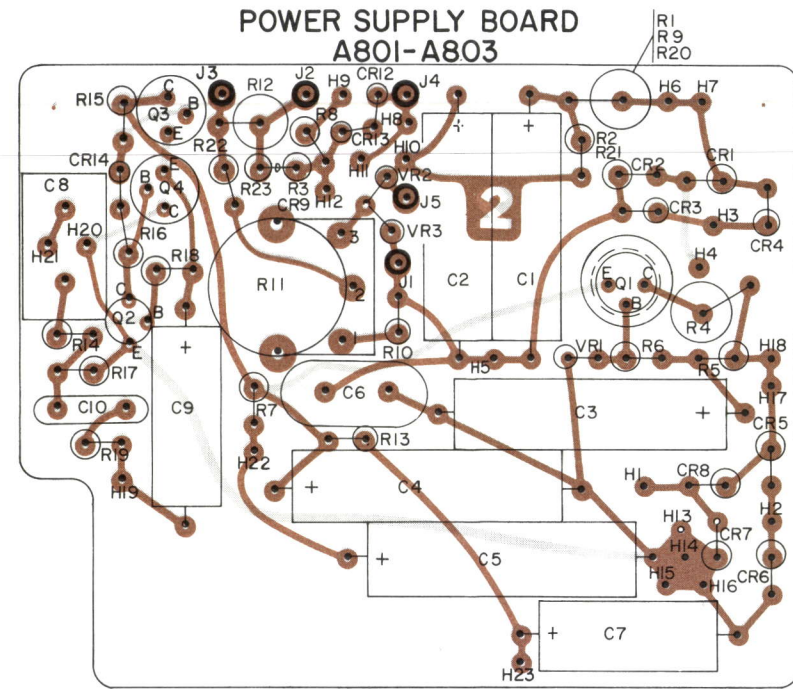 POWER SUPPLY BOARD
A801-A803
R1
R9
R20
J3
R12
J2
H9
CR12
J4
H6
H7
C
R15
B
Q3
E
R22
R8
CR13
H8
R2
R21
H10
CR14
E
R23
R3
H11
VR2
CR2
CR1
C8
B
Q4
C
CR9
H12
J5
2
CR3
H3
CR4
H20
R16
3
VR3
H21
R18
H4
R11
2
J1
C2
C1
E
Q1
C
B
C
Q2
B
R4
R14
E
1
R10
H5
VR1
R6
R5
H18
R17
H17
C10
C9
R7
C6
C3
+
CR5
R19
R13
H22
H19
+
C4
H1
CR8
H2
H13
CR7
+
C5
H14
H15
H16
CR6
+
C7
H23